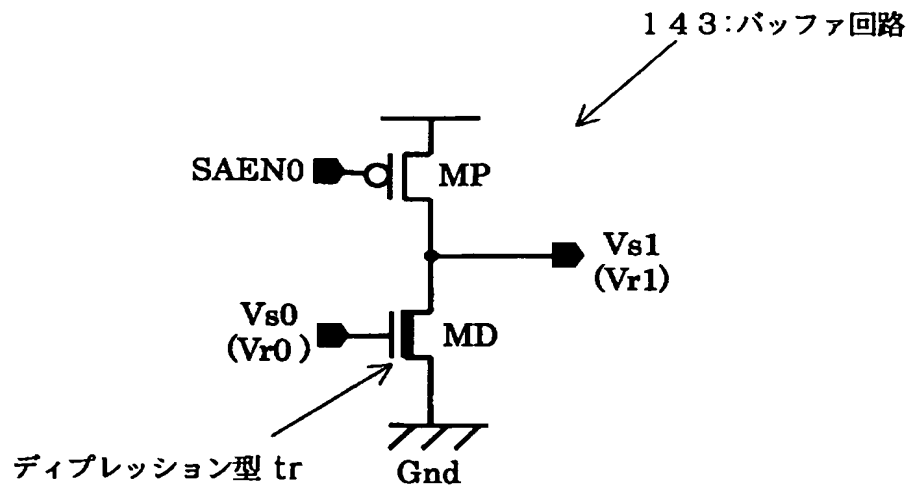 １４３:バッファ回路
SAEN0
MP
Vs1
(Vr1)
Vs0
(Vr0 )
MD
ディプレッション型 tr
Gnd